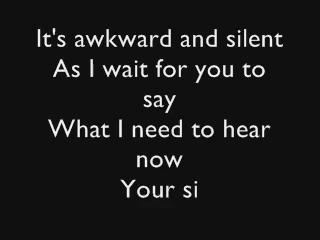 It's awkward and silent
As I wait for you to
say
What I need to hear
now
Your si